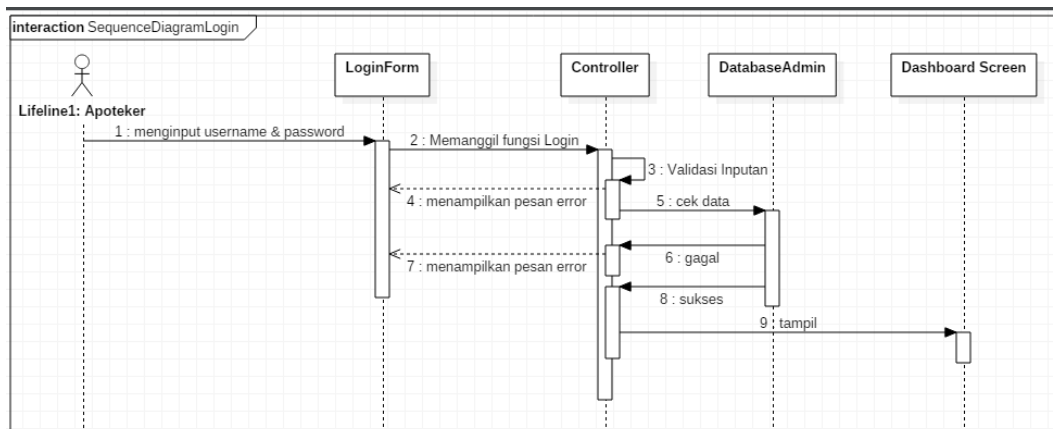 interaction SequenceDiagramLogin
LoginForm
Controller
DatabaseAdmin
Dashboard Screen
Lifeline1: Apoteker
1 : menginput username & password
2 : Memanggil fungsi Login
3 : Validasi Inputan
4 : menampilkan pesan error
5 : cek data
6 : gagal
7 : menampilkan pesan error
8 : sukses
9 : tampil